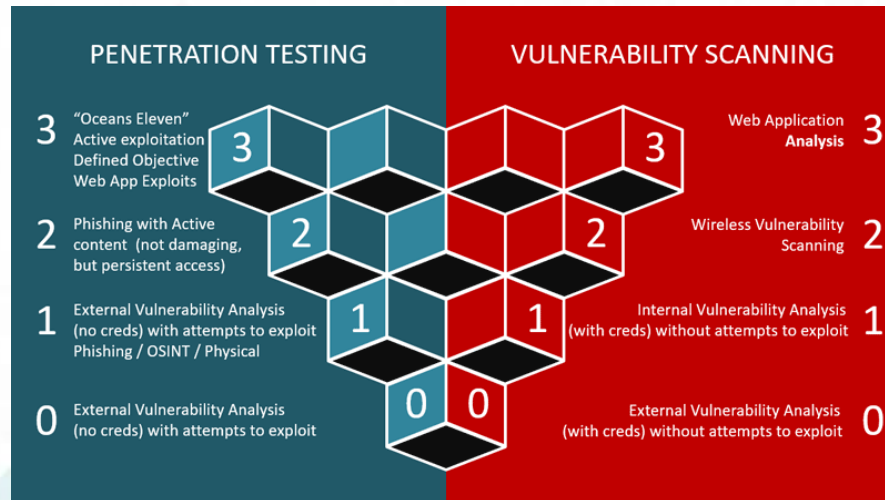 PENETRATION TESTING
VULNERABILITY SCANNING
3
“Oceans Eleven”
Active exploitation
Defined Objective
Web App Exploits
3
3
Web Application
Analysis
3
2
Phishing with Active
content (not damaging,
but persistent access)
2
2
Wireless Vulnerability
Scanning
2
1
External Vulnerability Analysis
(no creds) with attempts to exploit
Phishing / OSINT / Physical
1
1
Internal Vulnerability Analysis
(with creds) without attempts to exploit
1
0
External Vulnerability Analysis
(no creds) with attempts to exploit
0
0
External Vulnerability Analysis
(with creds) without attempts to exploit
0